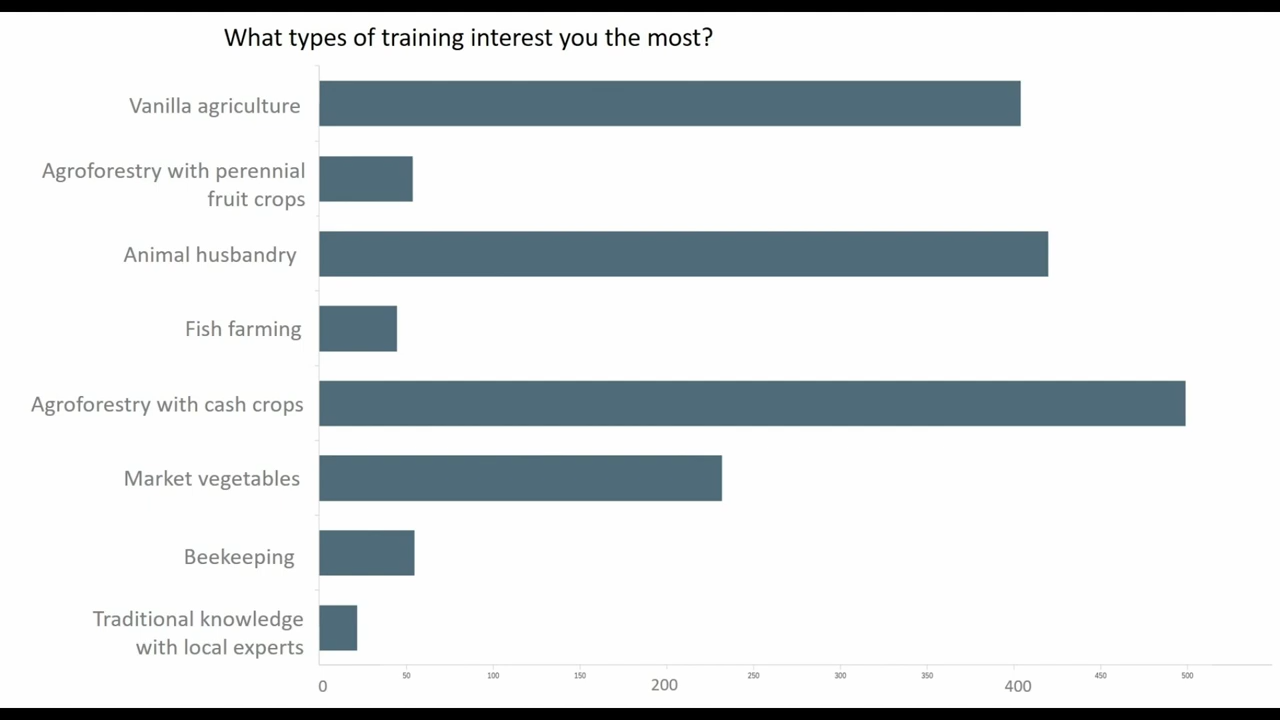 What types of training interest you the most?
Vanilla agriculture
Agroforestry with perennial
fruit crops
Animal husbandry
Fish farming
Agroforestry with cash crops
Market vegetables
Beekeeping
Traditional knowledge
with local experts
0 50 100 150 200 250 300 350 400 450 500